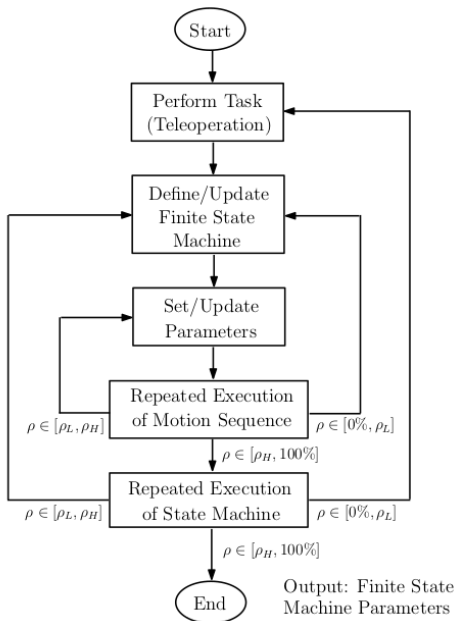 Start
Perform Task
(Teleoperation)
Define/Update
Finite State
Machine
Set/Update
Parameters
Repeated Execution
of Motion Sequence
ρ ∈ [ρ_L, ρ_H]
ρ ∈ [0%, ρ_L]
ρ ∈ [ρ_H, 100%]
Repeated Execution
of State Machine
ρ ∈ [ρ_L, ρ_H]
ρ ∈ [0%, ρ_L]
ρ ∈ [ρ_H, 100%]
End
Output: Finite State
Machine Parameters